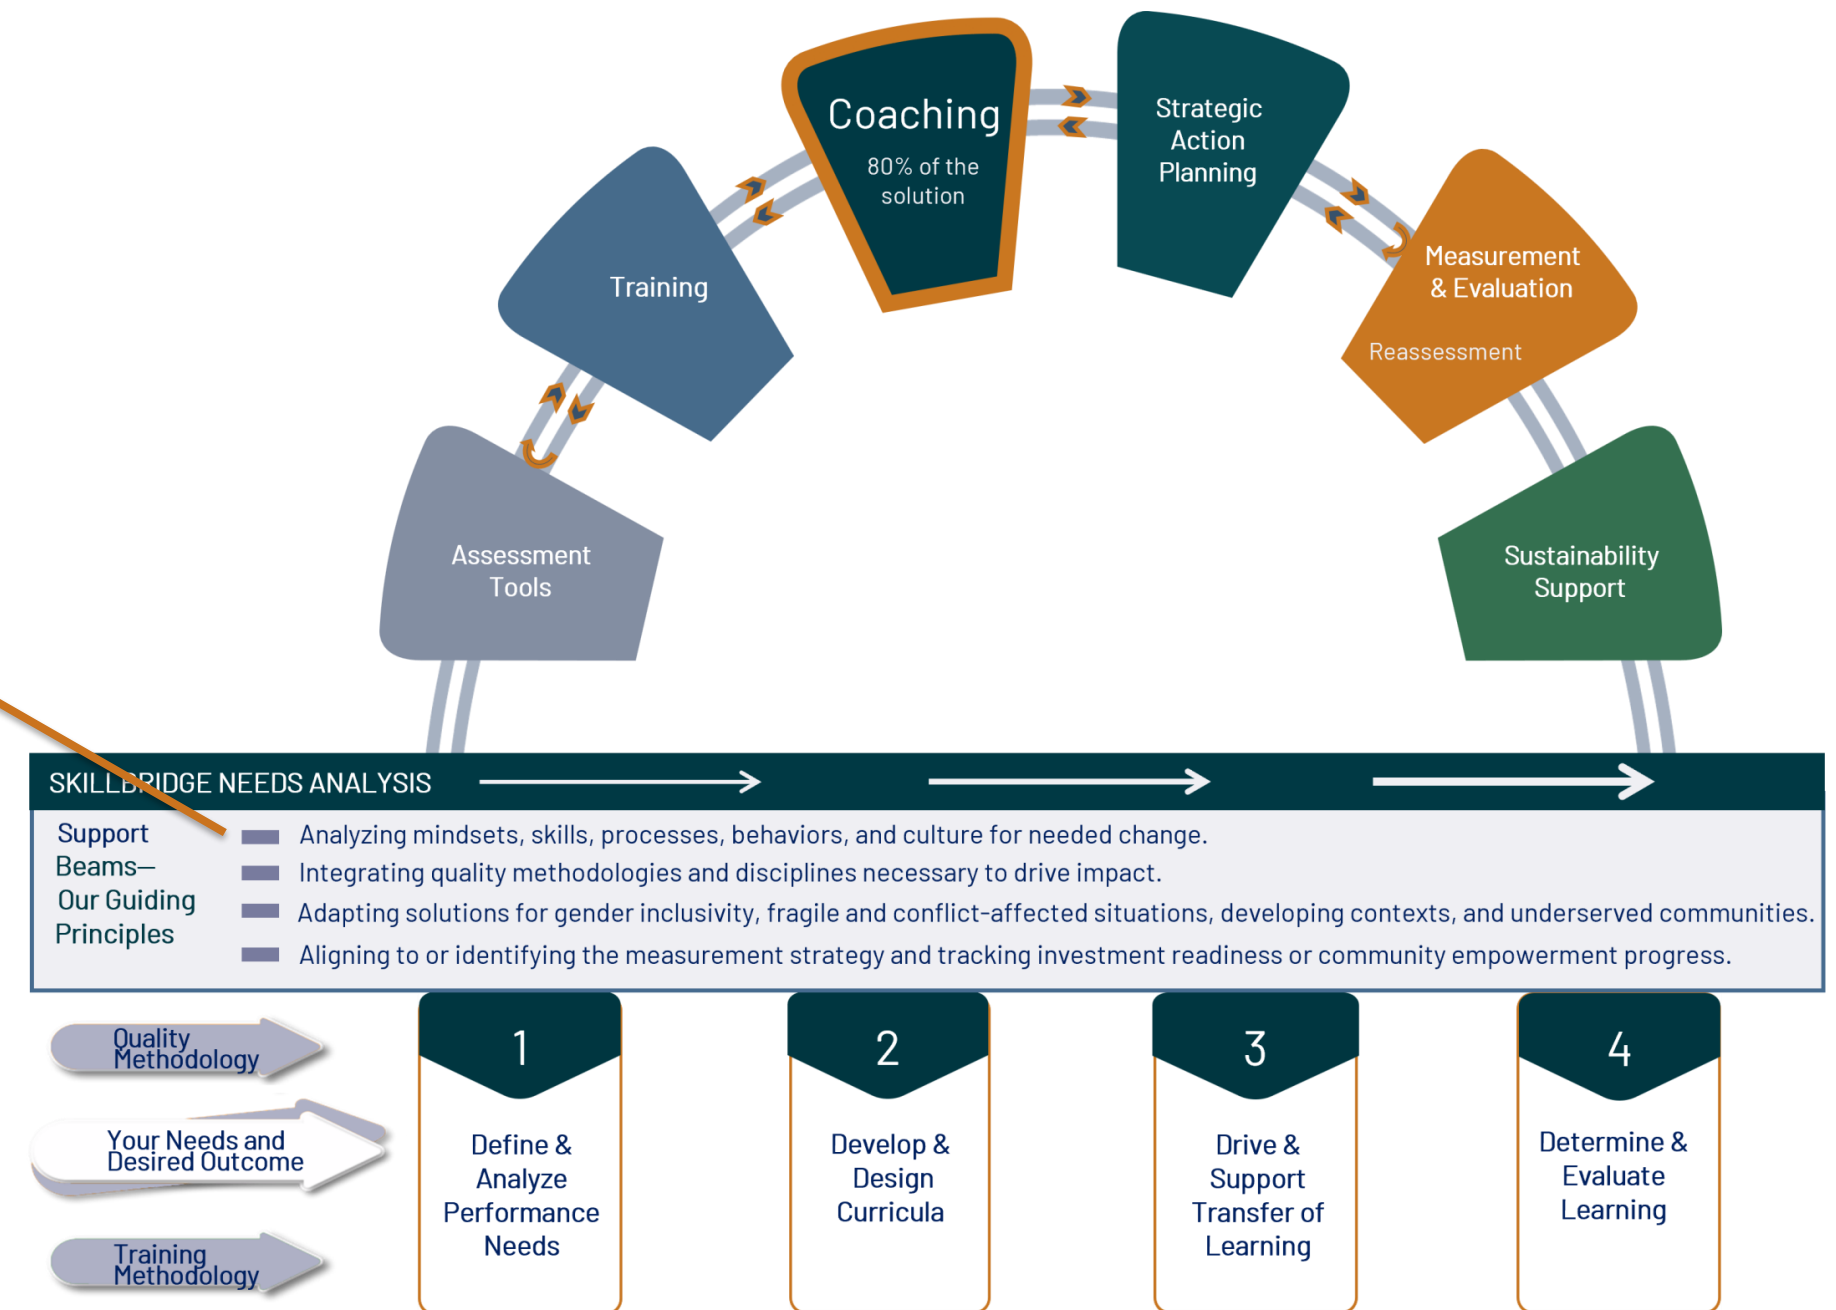 Coaching
80% of the
solution
Strategic
Action
Planning
Training
Measurement
& Evaluation
Reassessment
Assessment
Tools
Sustainability
Support
SKILLBRIDGE NEEDS ANALYSIS
Support
Beams—
Our Guiding
Principles
Analyzing mindsets, skills, processes, behaviors, and culture for needed change.
Integrating quality methodologies and disciplines necessary to drive impact.
Adapting solutions for gender inclusivity, fragile and conflict-affected situations, developing contexts, and underserved communities.
Aligning to or identifying the measurement strategy and tracking investment readiness or community empowerment progress.
Quality
Methodology
Your Needs and
Desired Outcome
Training
Methodology
1
Define &
Analyze
Performance
Needs
2
Develop &
Design
Curricula
3
Drive &
Support
Transfer of
Learning
4
Determine &
Evaluate
Learning